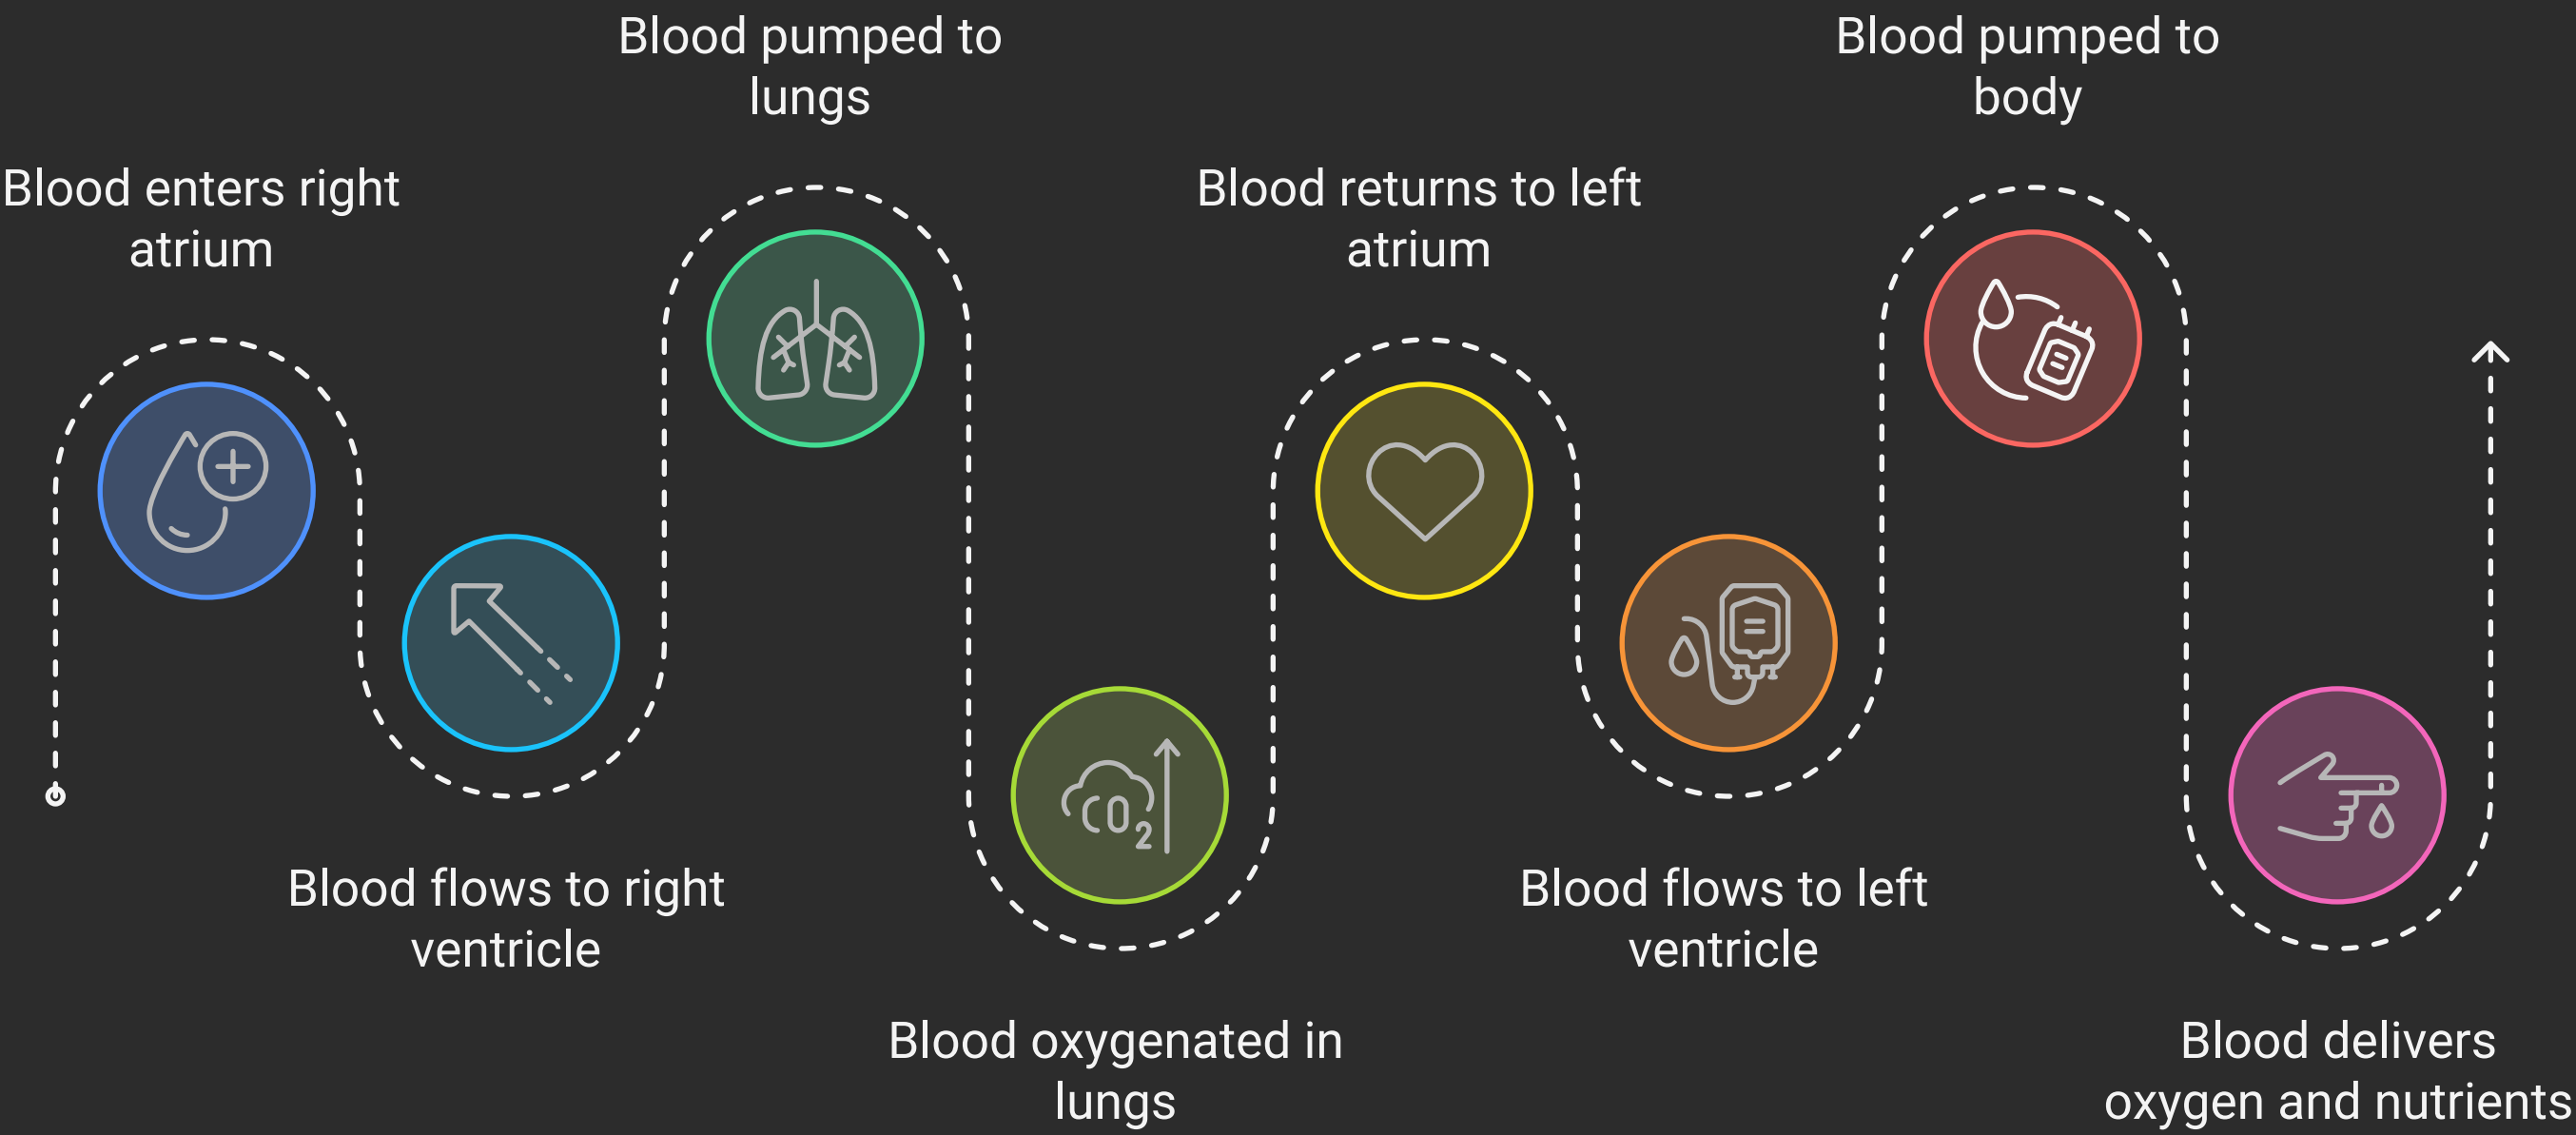 Blood enters right
atrium
Blood flows to right
ventricle
Blood pumped to
lungs
Blood oxygenated in
lungs
CO2
Blood returns to left
atrium
Blood flows to left
ventricle
Blood pumped to
body
Blood delivers
oxygen and nutrients